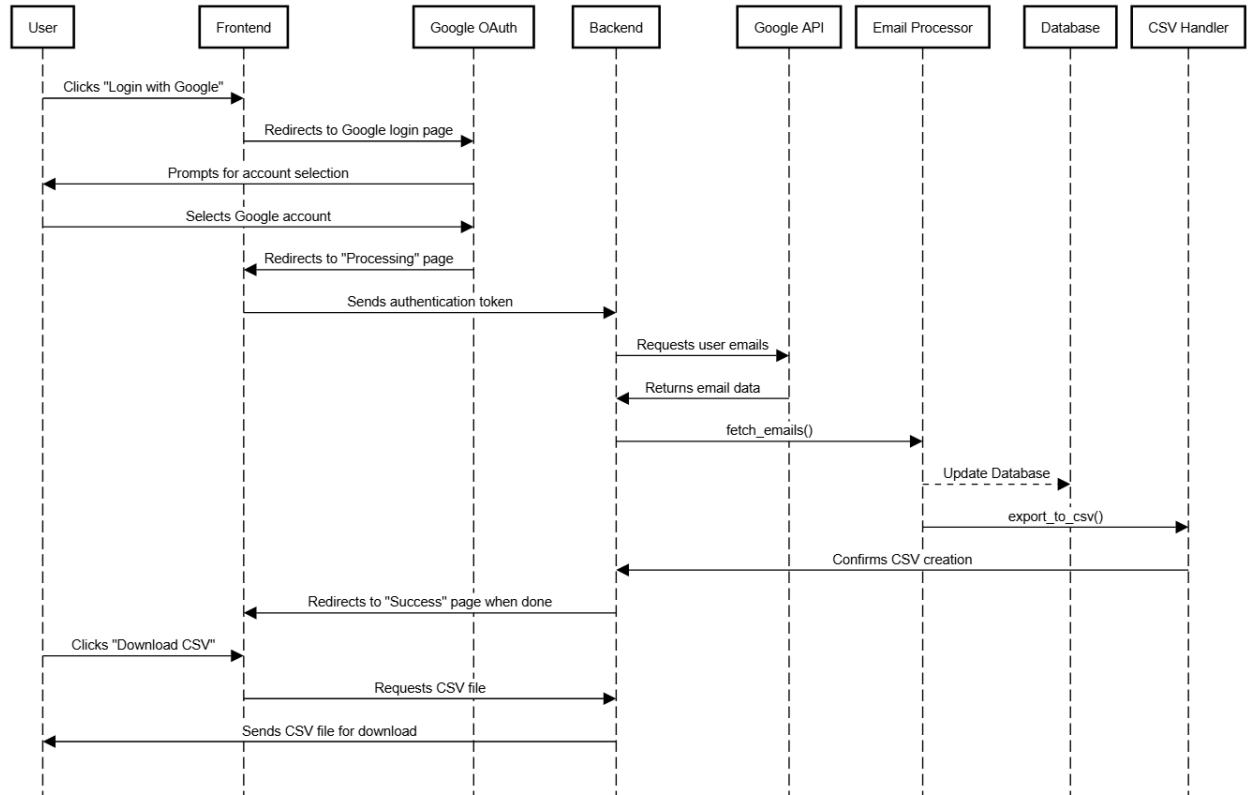 User
Frontend
Google OAuth
Backend
Google API
Email Processor
Database
CSV Handler
Clicks "Login with Google"
Redirects to Google login page
Prompts for account selection
Selects Google account
Redirects to "Processing" page
Sends authentication token
Requests user emails
Returns email data
fetch_emails()
Update Database
export_to_csv()
Confirms CSV creation
Redirects to "Success" page when done
Clicks "Download CSV"
Requests CSV file
Sends CSV file for download